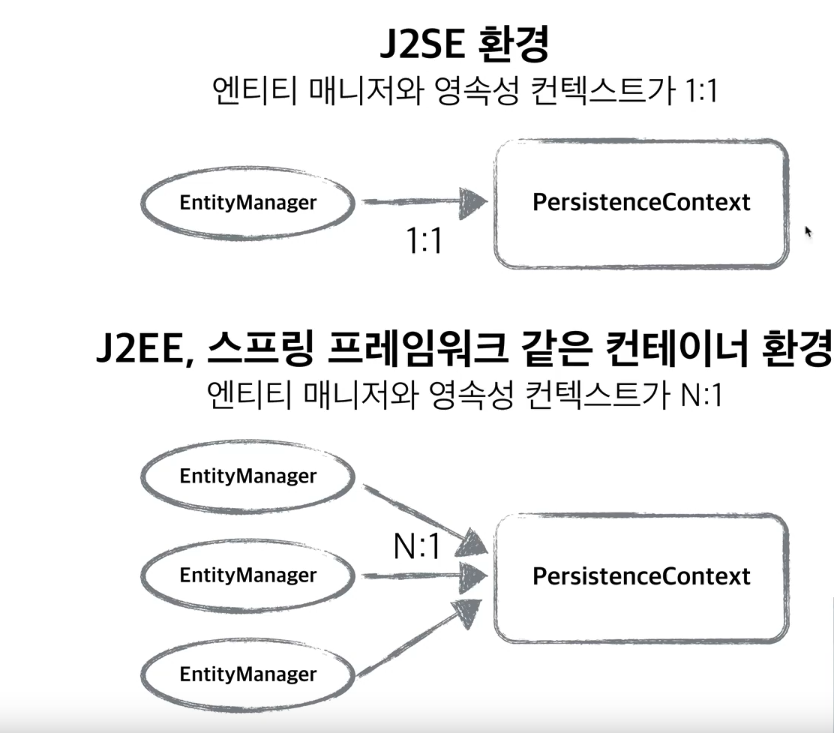 J2SE 환경
엔티티 매니저와 영속성 컨텍스트가 1:1
EntityManager
PersistenceContext
1:1
J2EE, 스프링 프레임워크 같은 컨테이너 환경
엔티티 매니저와 영속성 컨텍스트가 N:1
EntityManager
N:1
EntityManager
PersistenceContext
EntityManager